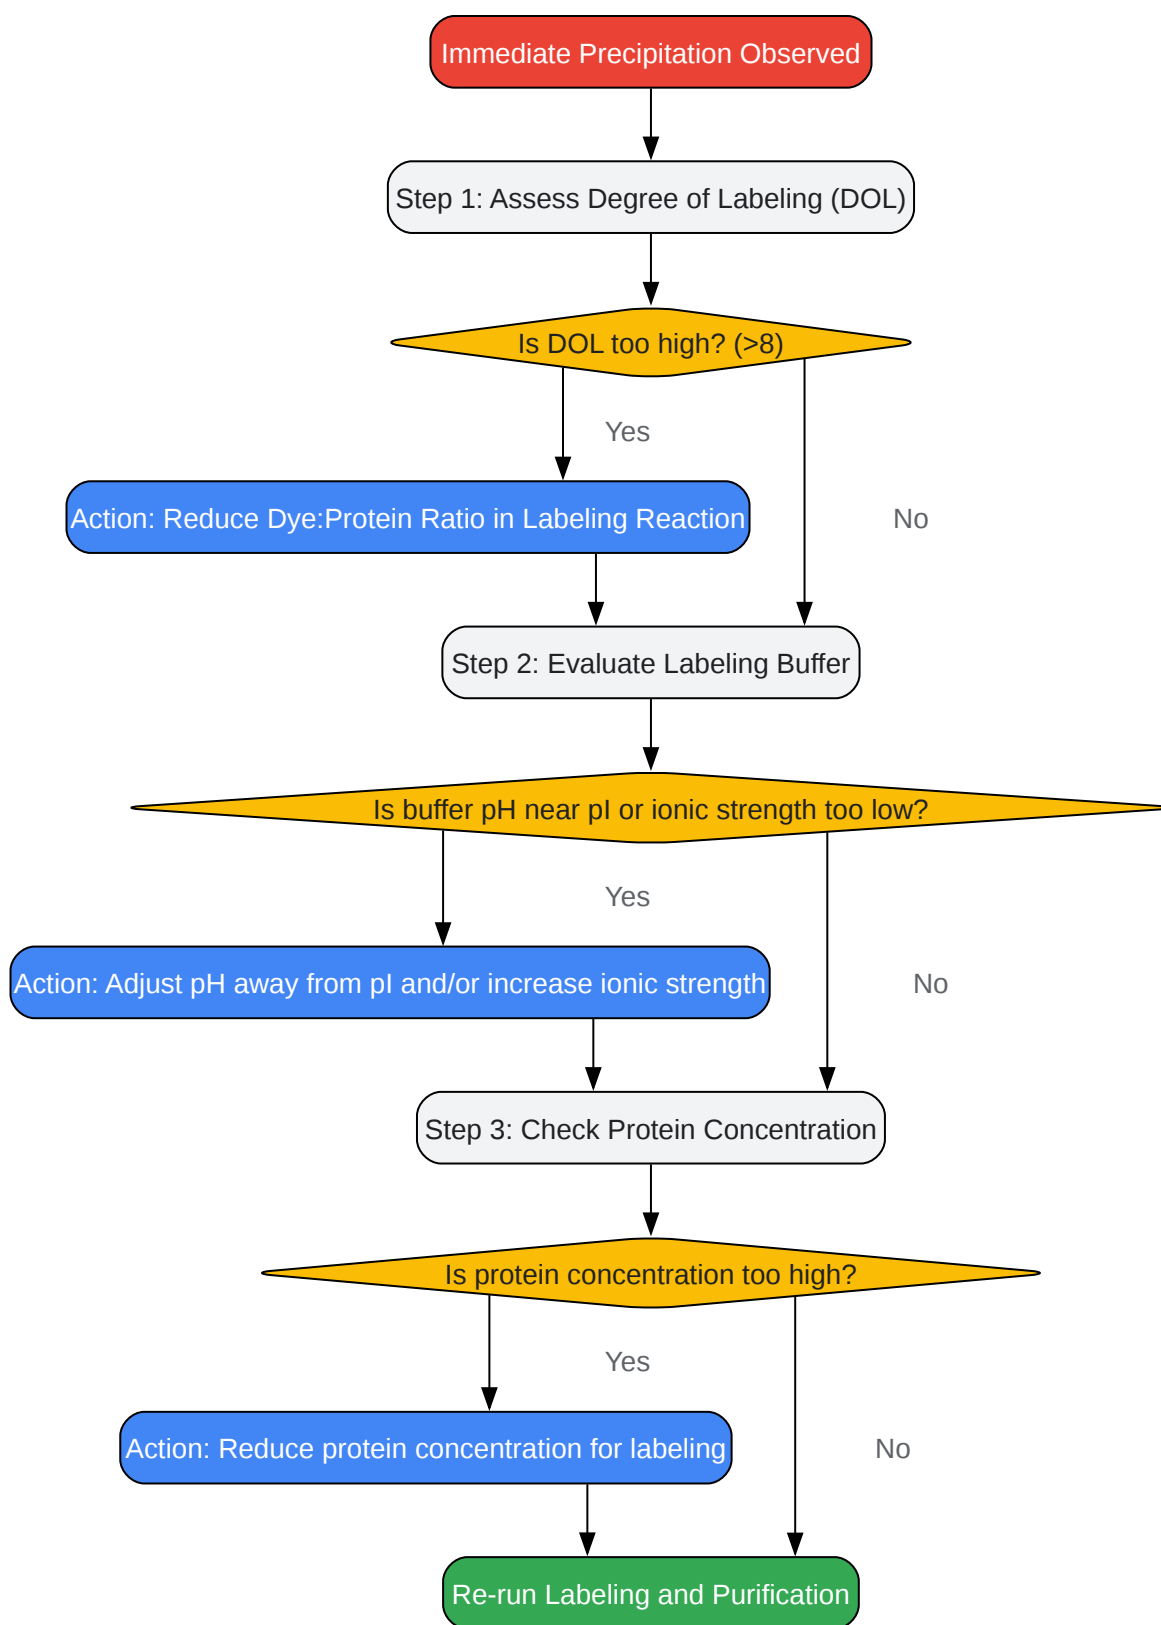 Immediate Precipitation Observed
Step 1: Assess Degree of Labeling (DOL)
Is DOL too high? (>8)
Yes
Action: Reduce Dye:Protein Ratio in Labeling Reaction
No
Step 2: Evaluate Labeling Buffer
Is buffer pH near pI or ionic strength too low?
Yes
Action: Adjust pH away from pI and/or increase ionic strength
No
Step 3: Check Protein Concentration
Is protein concentration too high?
Yes
Action: Reduce protein concentration for labeling
No
Re-run Labeling and Purification